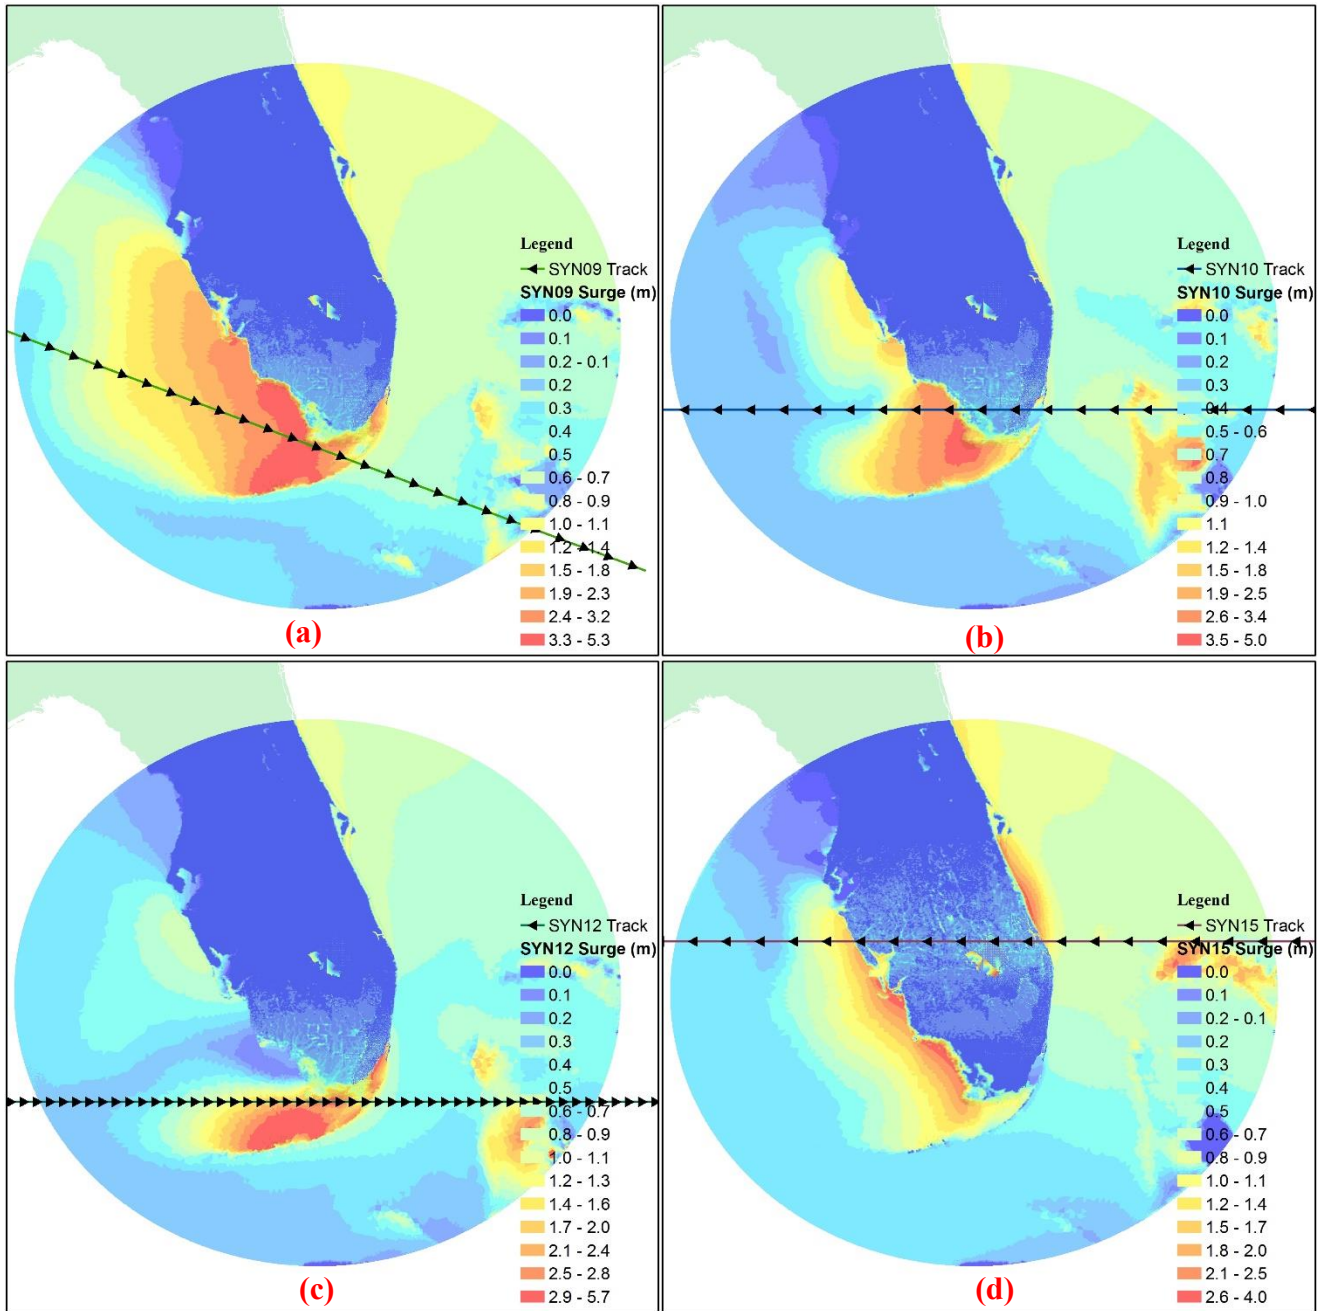 Legend
SYN09 Track
SYN09 Surge (m)
0.0
0.1
0.2 - 0.1
0.2
0.3
0.4
0.5
0.6 - 0.7
0.8 - 0.9
1.0 - 1.1
1.2 - 1.4
1.5 - 1.8
1.9 - 2.3
2.4 - 3.2
3.3 - 5.3
(a)
Legend
SYN10 Track
SYN10 Surge (m)
0.0
0.1
0.2
0.3
0.4
0.5 - 0.6
0.7
0.8
0.9 - 1.0
1.1
1.2 - 1.4
1.5 - 1.8
1.9 - 2.5
2.6 - 3.4
3.5 - 5.0
(b)
Legend
SYN12 Track
SYN12 Surge (m)
0.0
0.1
0.2
0.3
0.4
0.5
0.6 - 0.7
0.8 - 0.9
1.0 - 1.1
1.2 - 1.3
1.4 - 1.6
1.7 - 2.0
2.1 - 2.4
2.5 - 2.8
2.9 - 5.7
(c)
Legend
SYN15 Track
SYN15 Surge (m)
0.0
0.1
0.2 - 0.1
0.2
0.3
0.4
0.5
0.6 - 0.7
0.8 - 0.9
1.0 - 1.1
1.2 - 1.4
1.5 - 1.7
1.8 - 2.0
2.1 - 2.5
2.6 - 4.0
(d)